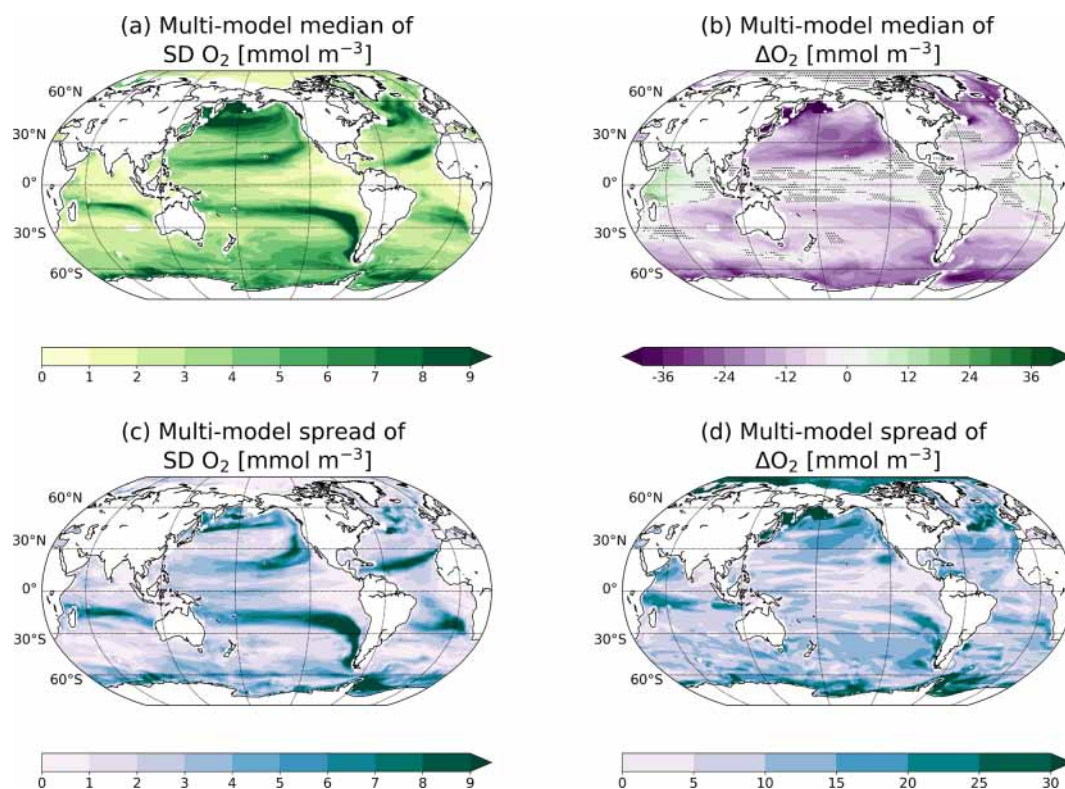 (a) Multi-model median of
SD O₂ [mmol m⁻³]
60°N
30°N
0°
30°S
60°S
0 1 2 3 4 5 6 7 8 9
(b) Multi-model median of
ΔO₂ [mmol m⁻³]
60°N
30°N
0°
30°S
60°S
-36 -24 -12 0 12 24 36
(c) Multi-model spread of
SD O₂ [mmol m⁻³]
60°N
30°N
0°
30°S
60°S
0 1 2 3 4 5 6 7 8 9
(d) Multi-model spread of
ΔO₂ [mmol m⁻³]
60°N
30°N
0°
30°S
60°S
0 5 10 15 20 25 30